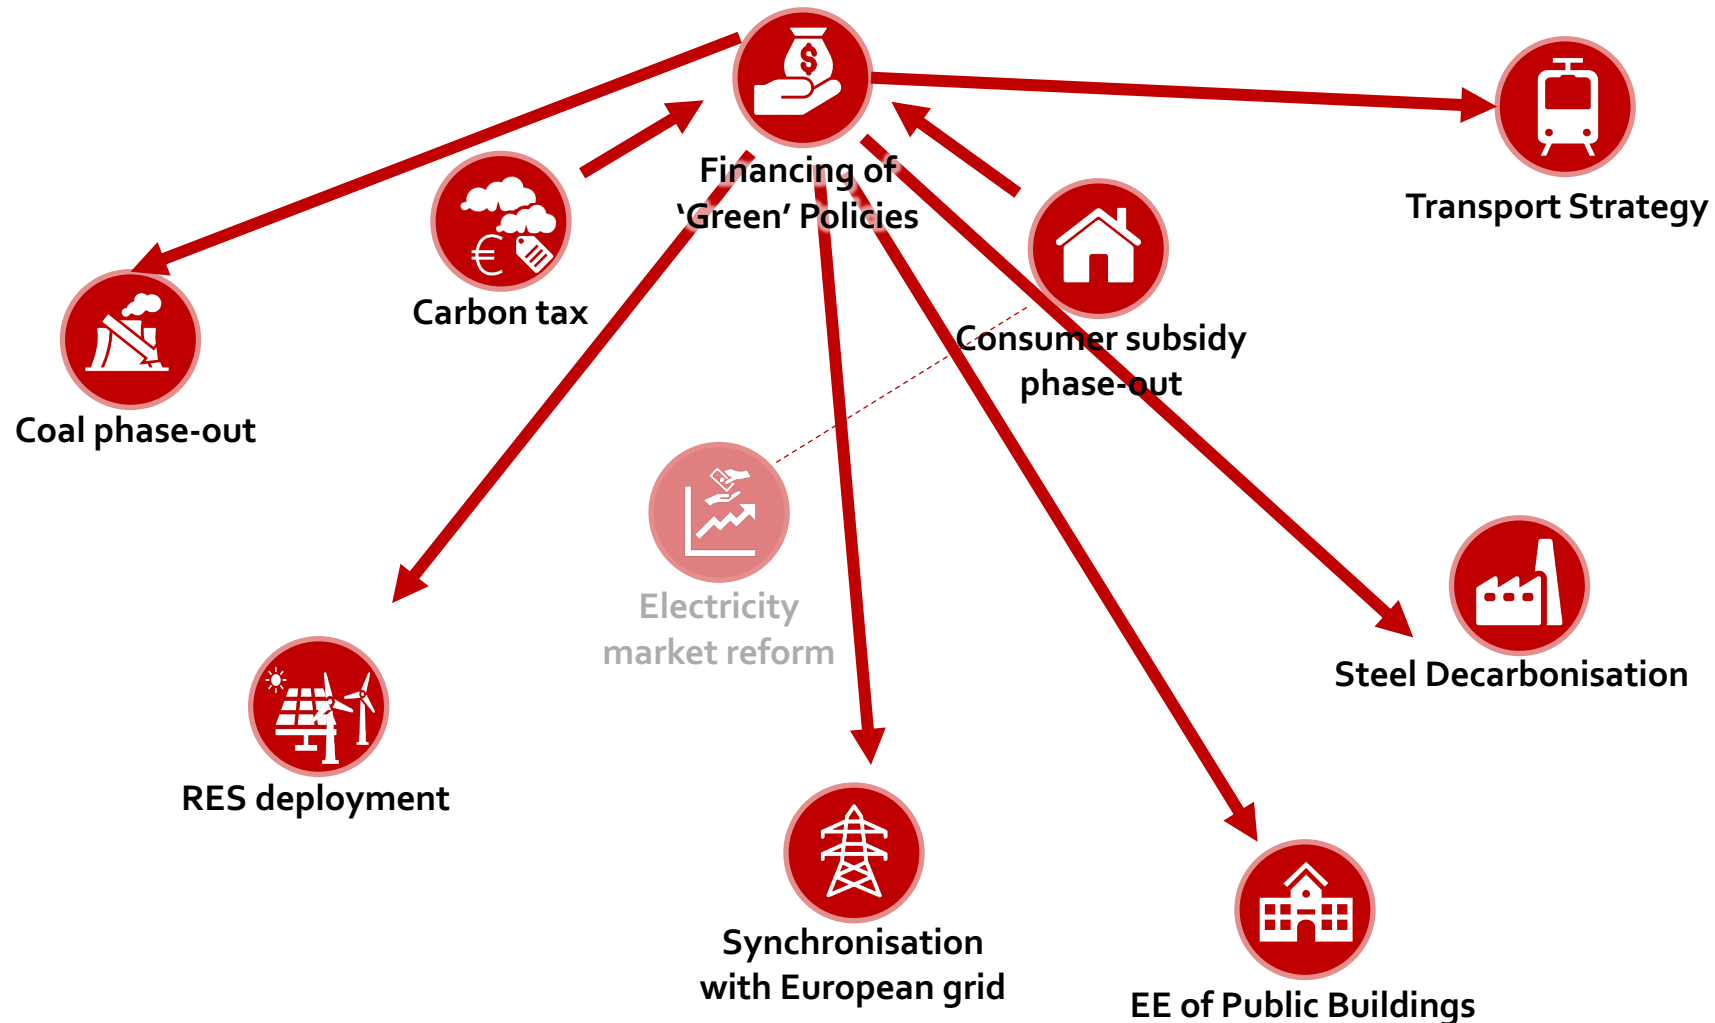 $
Financing of
‘Green’ Policies
Transport Strategy
€
Carbon tax
Consumer subsidy
phase-out
Coal phase-out
Electricity
market reform
Steel Decarbonisation
RES deployment
Synchronisation
with European grid
EE of Public Buildings